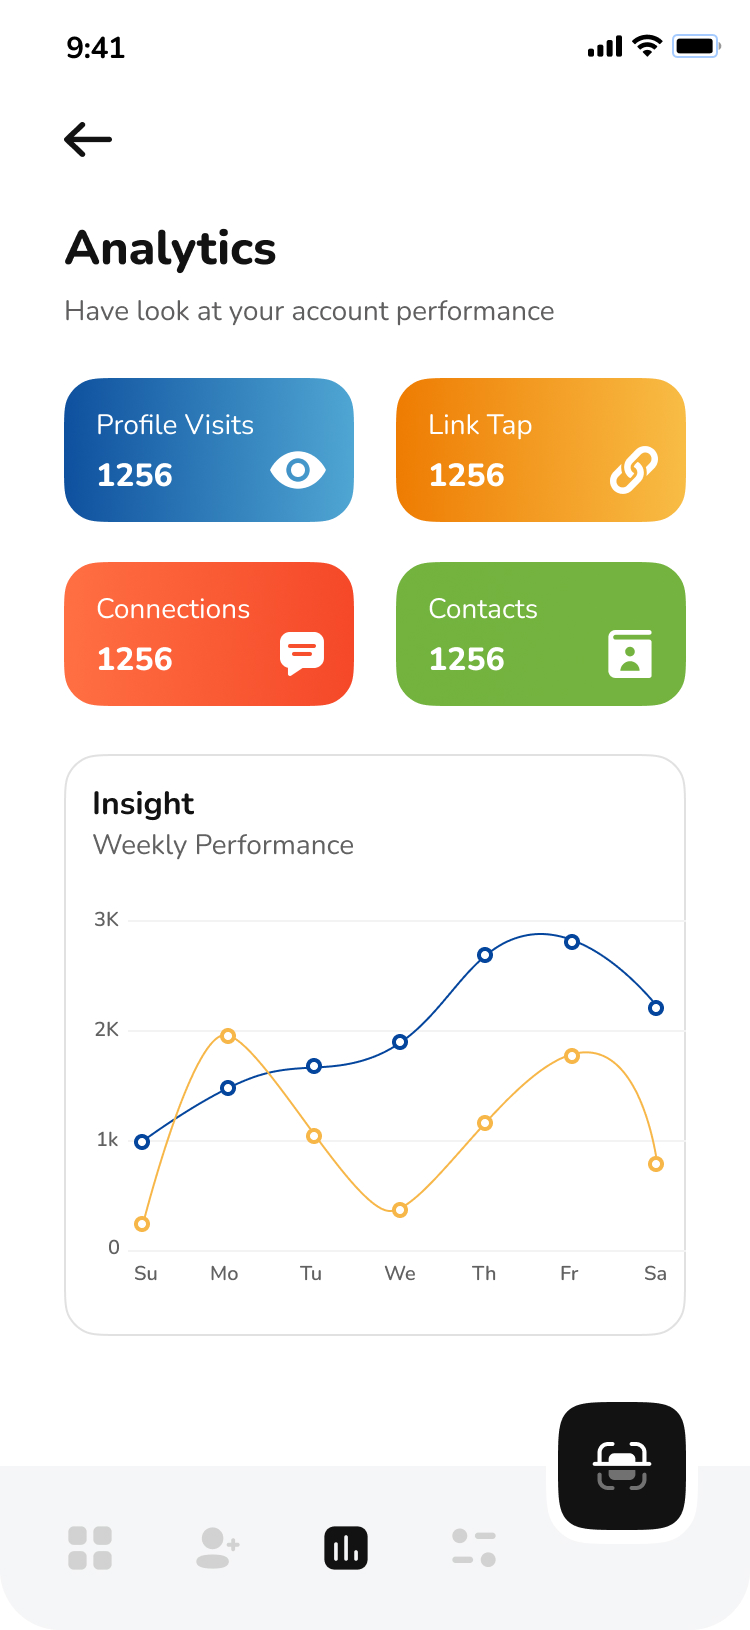 9:41
Analytics
Have look at your account performance
Profile Visits
1256
Link Tap
1256
Connections
1256
Contacts
1256
Insight
Weekly Performance
3K
2K
1k
0
Su Mo Tu We Th Fr Sa